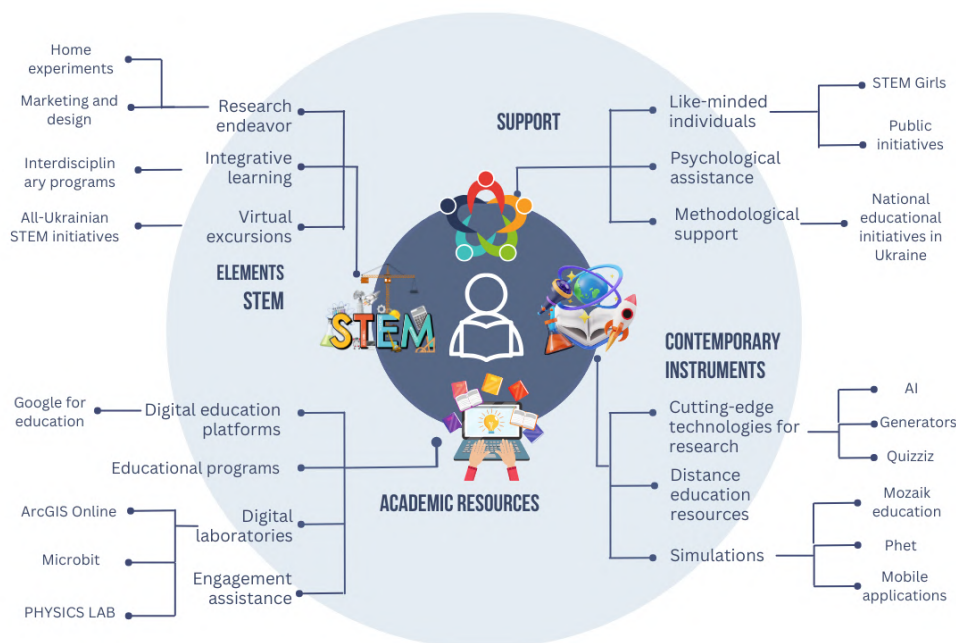 Home
experiments
Marketing and
design
Research
endeavor
Interdisciplin
ary programs
Integrative
learning
All-Ukrainian
STEM initiatives
Virtual
excursions
ELEMENTS
STEM
SUPPORT
Like-minded
individuals
STEM Girls
Public
initiatives
Psychological
assistance
Methodological
support
National
educational
initiatives in
Ukraine
STEM
CONTEMPORARY
INSTRUMENTS
Cutting-edge
technologies for
research
AI
Generators
Quizziz
Distance
education
resources
Simulations
Mozaik
education
Phet
Mobile
applications
Google for
education
Digital education
platforms
Educational programs
ACADEMIC RESOURCES
ArcGIS Online
Microbit
PHYSICS LAB
Digital
laboratories
Engagement
assistance